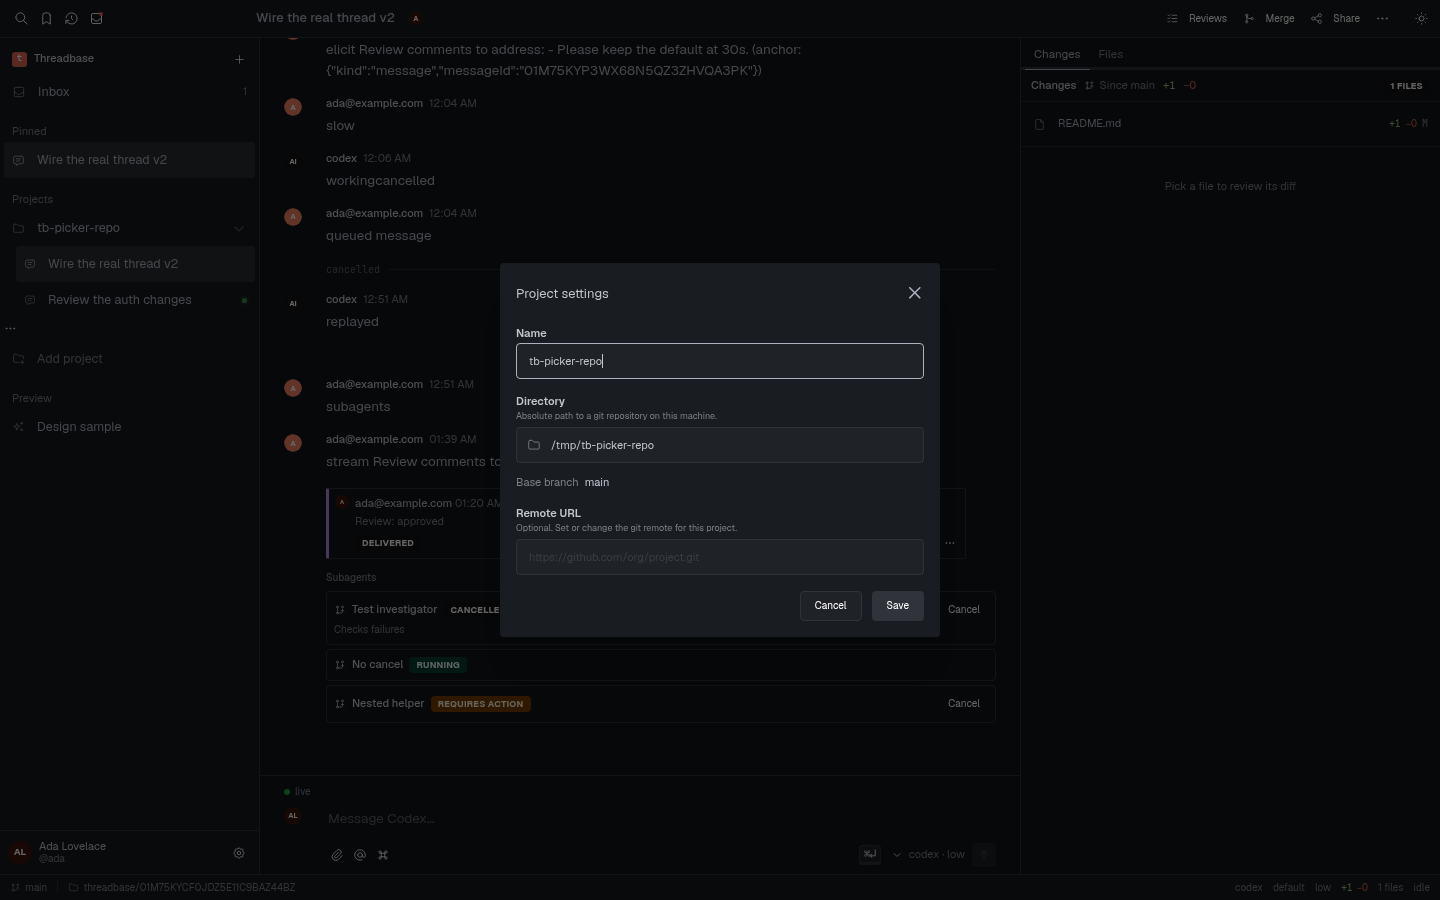 Wire the real thread v2
A
Reviews
Merge
Share
t
Threadbase
Inbox
1
Pinned
Wire the real thread v2
Projects
tb-picker-repo
Wire the real thread v2
Review the auth changes
Add project
Preview
Design sample
AL
Ada Lovelace
@ada
elicit Review comments to address: - Please keep the default at 30s. (anchor:
{"kind":"message","messageId":"01M75KYP3WX68N5QZ3ZHVQA3PK"})
A
ada@example.com 12:04 AM
slow
AI
codex 12:06 AM
workingcancelled
A
ada@example.com 12:04 AM
queued message
cancelled
AI
codex 12:51 AM
replayed
A
ada@example.com 12:51 AM
subagents
A
ada@example.com 01:39 AM
stream Review comments to
A
ada@example.com 01:20 AM
Review: approved
DELIVERED
Subagents
Test investigator CANCELLE
Cancel
Checks failures
No cancel RUNNING
Nested helper REQUIRES ACTION
Cancel
live
AL
Message Codex...
codex · low
Project settings
Name
tb-picker-repo
Directory
Absolute path to a git repository on this machine.
/tmp/tb-picker-repo
Base branch main
Remote URL
Optional. Set or change the git remote for this project.
https://github.com/org/project.git
Cancel
Save
Changes
Files
Changes Since main +1 −0
1 FILES
README.md
+1 −0 M
Pick a file to review its diff
main
threadbase/01M75KYCF0JDZ5E11C9BAZ44BZ
codex default low +1 −0 1 files idle